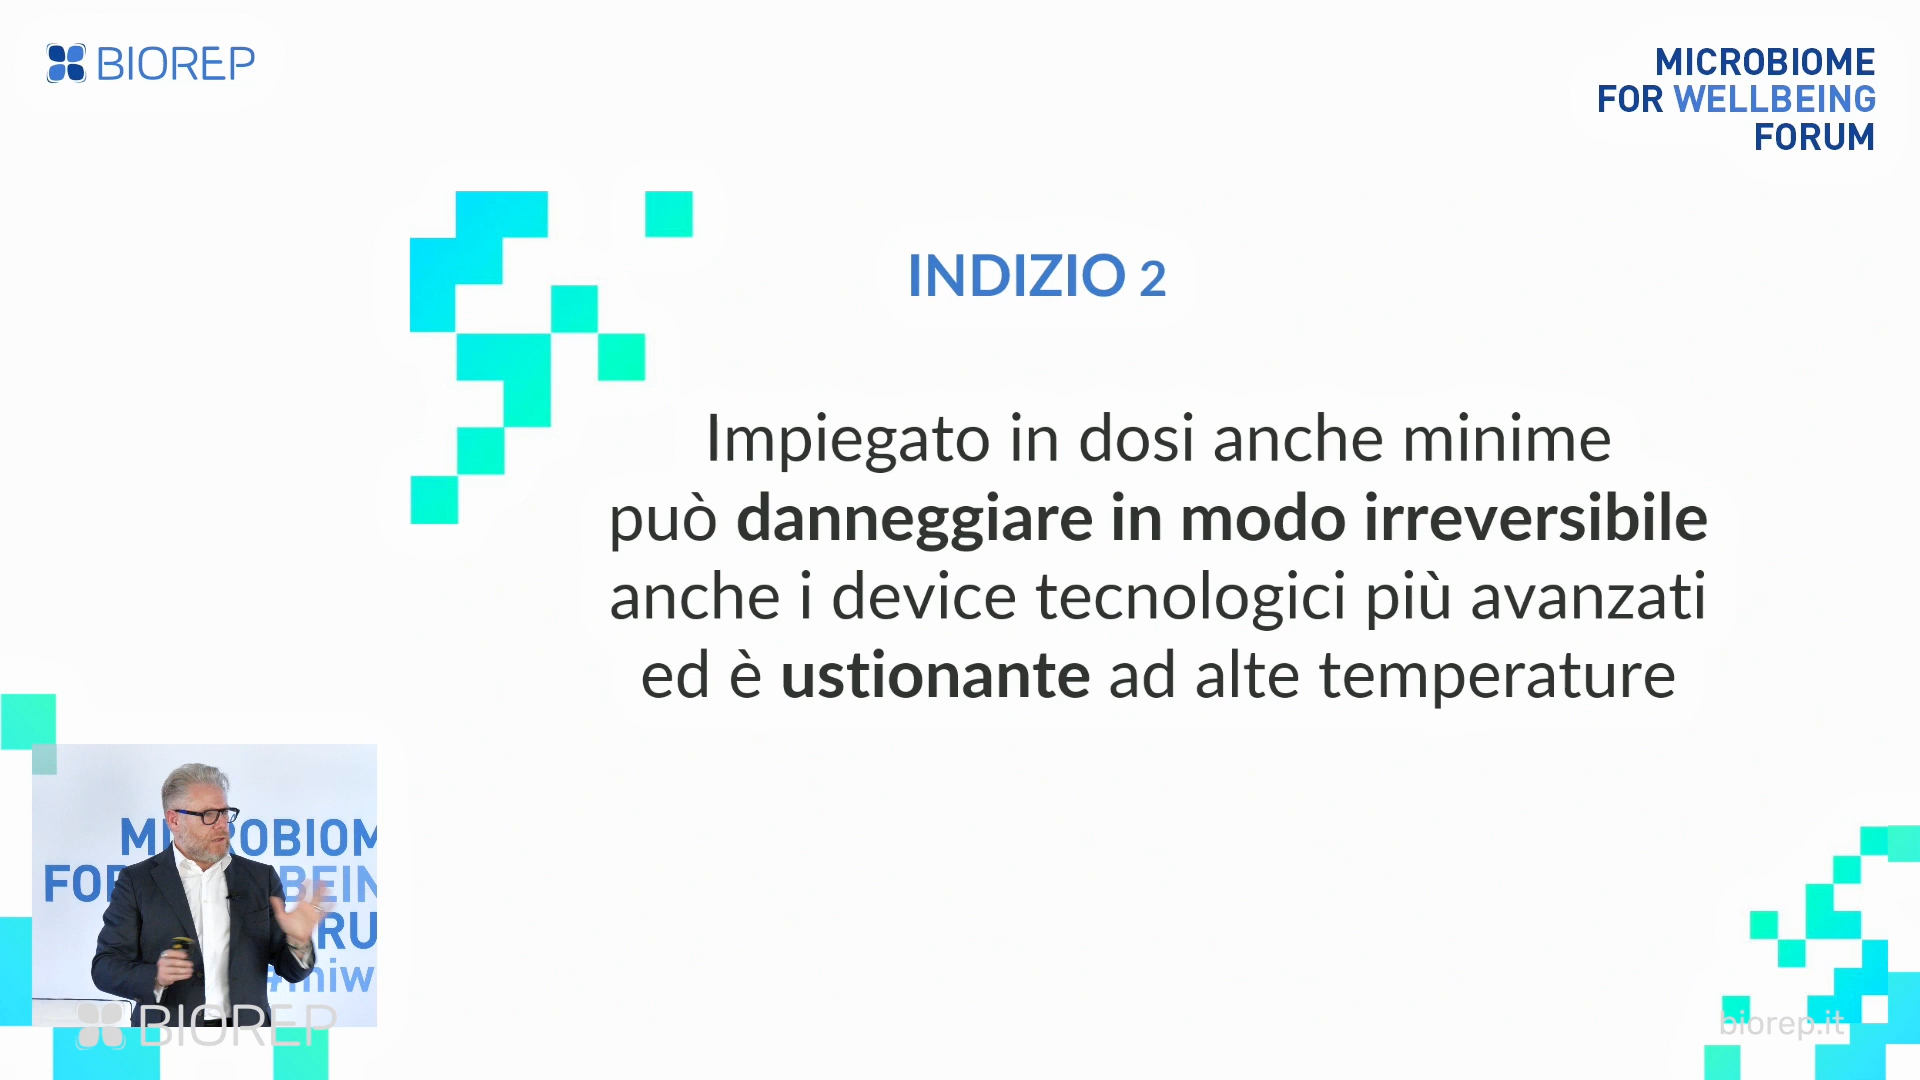 BIOREP
MICROBIOME
FOR WELLBEING
FORUM
INDIZIO 2
Impiegato in dosi anche minime
può danneggiare in modo irreversibile
anche i device tecnologici più avanzati
ed è ustionante ad alte temperature
BIOREP
biorep.it